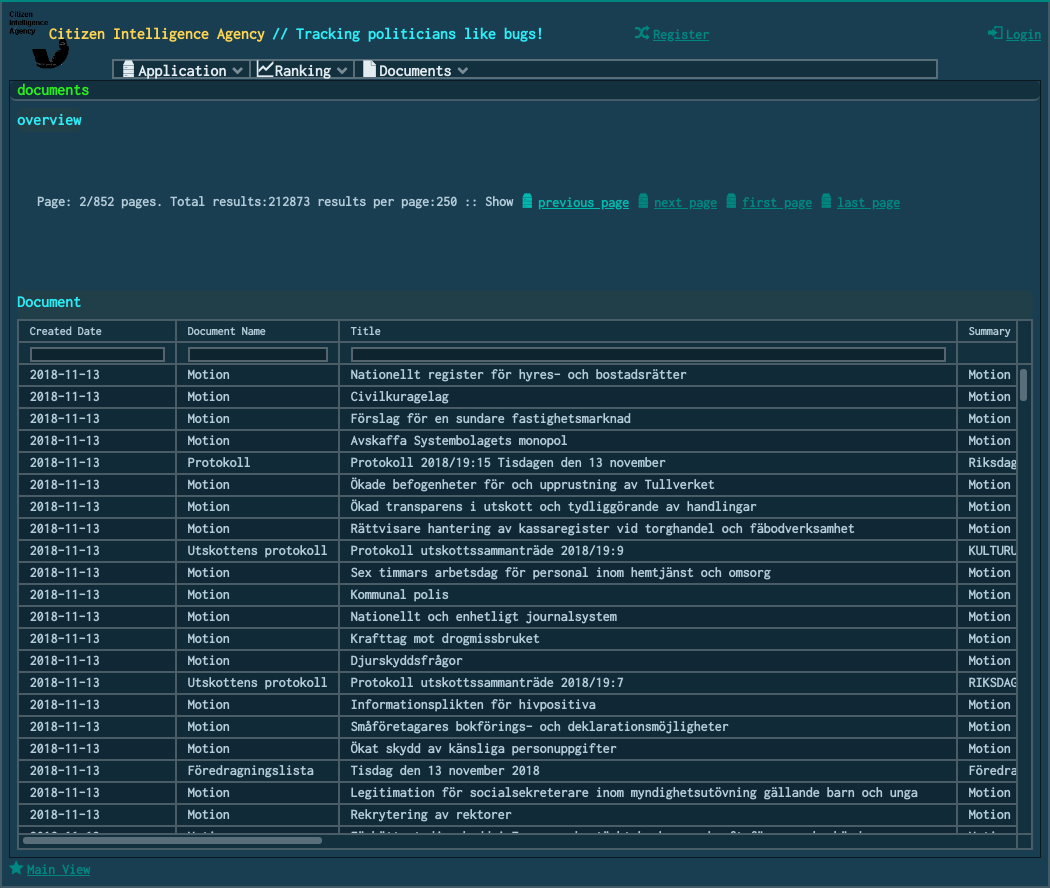 Citizen
Intelligence
Agency
Citizen Intelligence Agency // Tracking politicians like bugs!
Register
Login
Application
Ranking
Documents
documents
overview
Page: 2/852 pages. Total results:212873 results per page:250 :: Show previous page next page first page last page
Document
Created Date Document Name Title Summary
2018-11-13 Motion Nationellt register för hyres- och bostadsrätter Motion
2018-11-13 Motion Civilkuragelag Motion
2018-11-13 Motion Förslag för en sundare fastighetsmarknad Motion
2018-11-13 Motion Avskaffa Systembolagets monopol Motion
2018-11-13 Protokoll Protokoll 2018/19:15 Tisdagen den 13 november Riksdag
2018-11-13 Motion Ökade befogenheter för och upprustning av Tullverket Motion
2018-11-13 Motion Ökad transparens i utskott och tydliggörande av handlingar Motion
2018-11-13 Motion Rättvisare hantering av kassaregister vid torghandel och fäbodverksamhet Motion
2018-11-13 Utskottens protokoll Protokoll utskottssammanträde 2018/19:9 KULTURU
2018-11-13 Motion Sex timmars arbetsdag för personal inom hemtjänst och omsorg Motion
2018-11-13 Motion Kommunal polis Motion
2018-11-13 Motion Nationellt och enhetligt journalsystem Motion
2018-11-13 Motion Krafttag mot drogmissbruket Motion
2018-11-13 Motion Djurskyddsfrågor Motion
2018-11-13 Utskottens protokoll Protokoll utskottssammanträde 2018/19:7 RIKSDAG
2018-11-13 Motion Informationsplikten för hivpositiva Motion
2018-11-13 Motion Småföretagares bokförings- och deklarationsmöjligheter Motion
2018-11-13 Motion Ökat skydd av känsliga personuppgifter Motion
2018-11-13 Föredragningslista Tisdag den 13 november 2018 Föredra
2018-11-13 Motion Legitimation för socialsekreterare inom myndighetsutövning gällande barn och unga Motion
2018-11-13 Motion Rekrytering av rektorer Motion
Main View